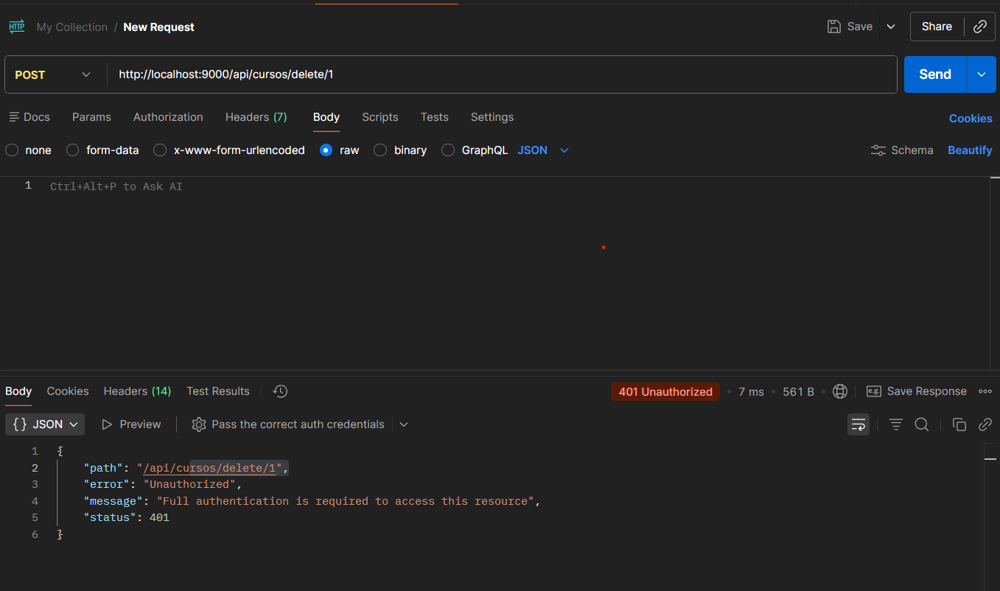 HTTP My Collection / New Request Save Share
POST http://localhost:9000/api/cursos/delete/1 Send
Docs Params Authorization Headers (7) Body Scripts Tests Settings Cookies
none form-data x-www-form-urlencoded raw binary GraphQL JSON Schema Beautify
1 Ctrl+Alt+P to Ask AI
Body Cookies Headers (14) Test Results 401 Unauthorized • 7 ms • 561 B • e.g. Save Response
{} JSON Preview Pass the correct auth credentials
1 {
2 "path": "/api/cursos/delete/1",
3 "error": "Unauthorized",
4 "message": "Full authentication is required to access this resource",
5 "status": 401
6 }